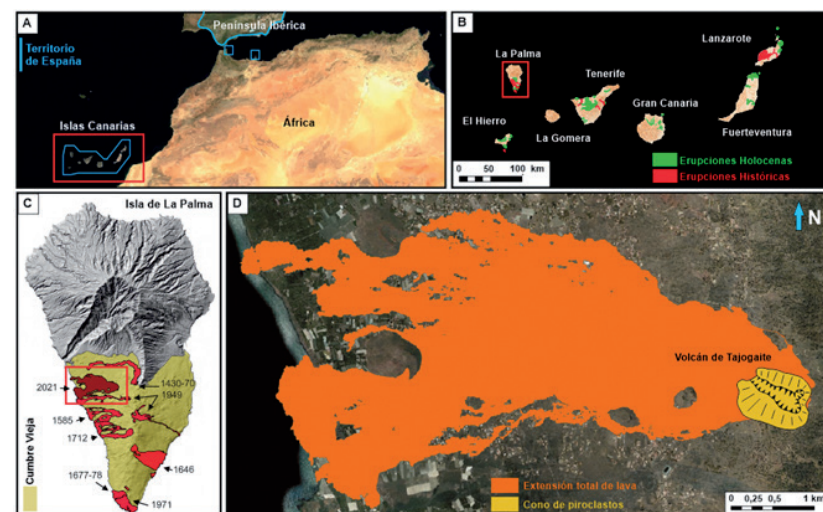 A
Península Ibérica
Territorio
de España
África
Islas Canarias
B
Lanzarote
La Palma
Tenerife
Gran Canaria
El Hierro
La Gomera
Fuerteventura
0 50 100 km
Erupciones Holocenas
Erupciones Históricas
C
Isla de La Palma
2021
1430-70
1949
1585
1712
1646
1677-78
1971
Cumbre Vieja
D
N
Volcán de Tajogaite
Extensión total de lava
Cono de piroclastos
0 0,25 0,5 1 km